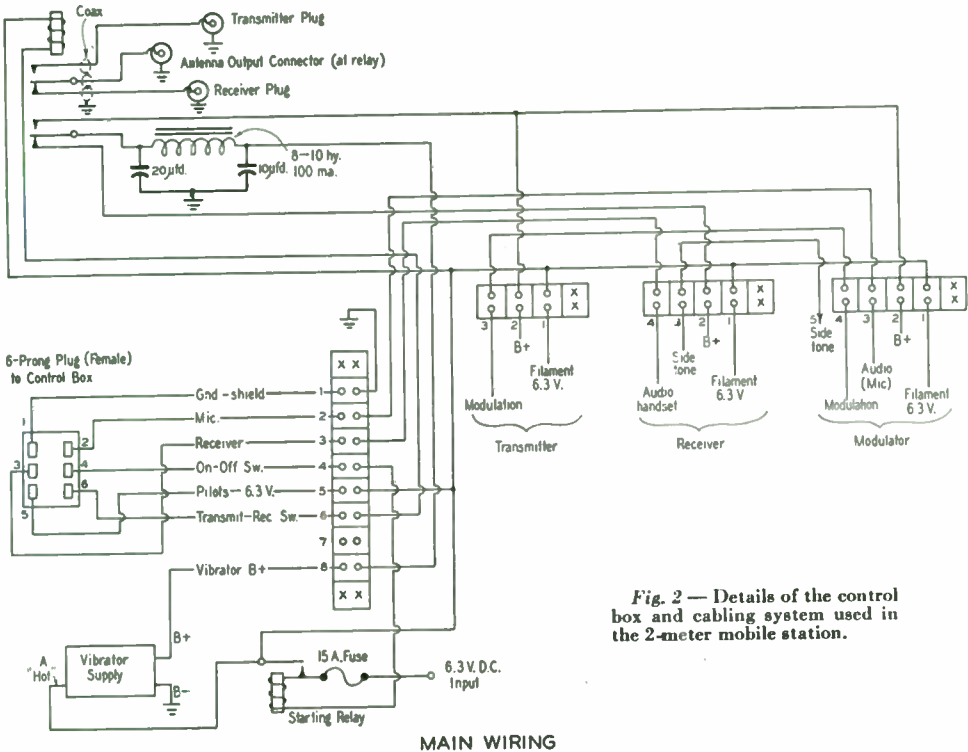 Coax
Transmitter Plug
Antenna Output Connector (at relay)
Receiver Plug
8-10 hy.
100 ma.
20µfd.
10µfd.
X X
X X
X X
X X
X X
X X
3 2 1
4 3 2 1
5 4 3 2 1
B+
Filament
6.3 V.
Modulation
Transmitter
Side
tone
B+
Audio
handset
Filament
6.3 V
Receiver
Side
tone
B+
Audio
(Mic)
Modulation
Filament
6.3 V.
Modulator
6-Prong Plug (Female)
to Control Box
1
2
3
4
5
6
X X
Gnd-shield 1
Mic. 2
Receiver 3
On-Off Sw. 4
Pilots-6.3 V. 5
Transmit-Rec Sw. 6
7
Vibrator B+ 8
X X
B+
A
"Hot"
Vibrator
Supply
B-
15 A. Fuse
6.3 V. D.C.
Input
Starting Relay
Fig. 2 — Details of the control
box and cabling system used in
the 2-meter mobile station.
MAIN WIRING